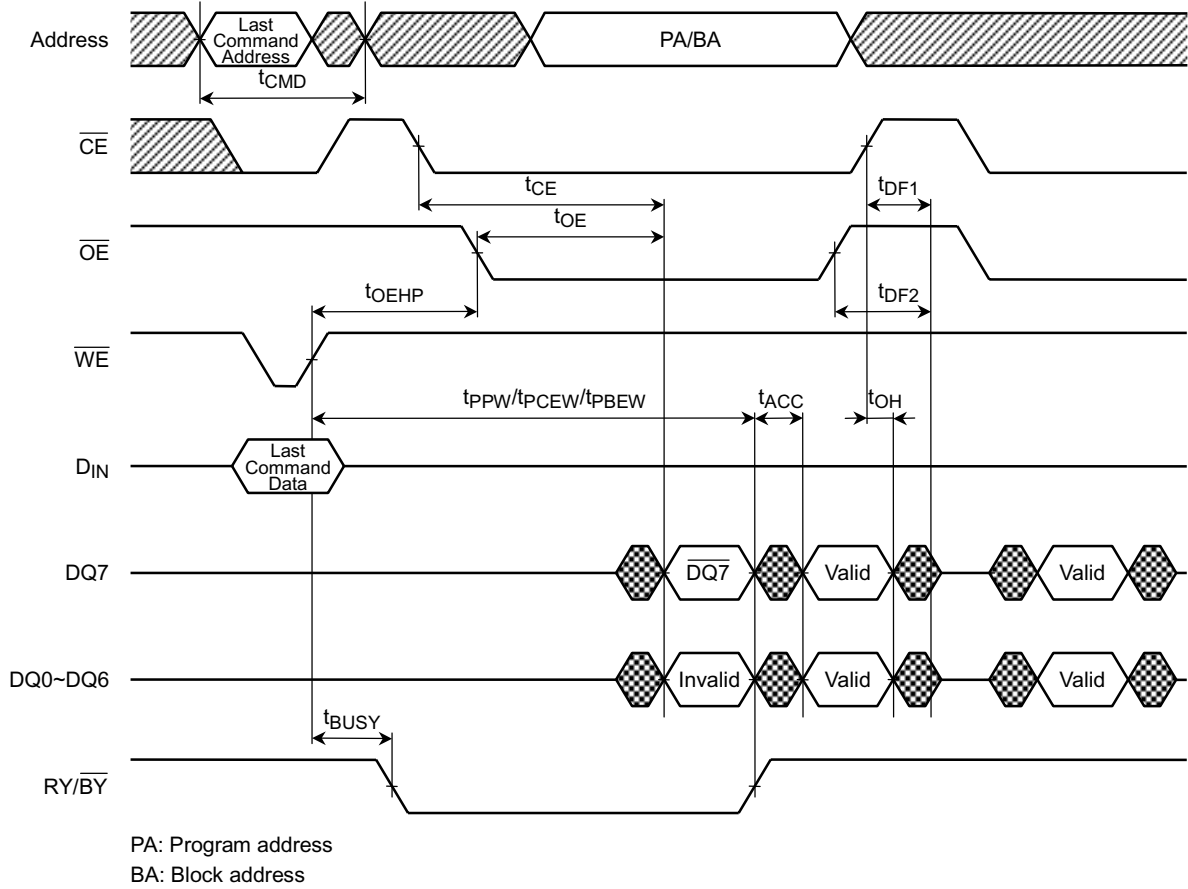 Address
Last
Command
Address
PA/BA
tCMD
CE
tCE
tDF1
tOE
OE
tOEHP
tDF2
WE
tPPW/tPCEW/tPBEW
tACC
tOH
DIN
Last
Command
Data
DQ7
DQ7
Valid
Valid
DQ0~DQ6
Invalid
Valid
Valid
tBUSY
RY/BY
PA: Program address
BA: Block address